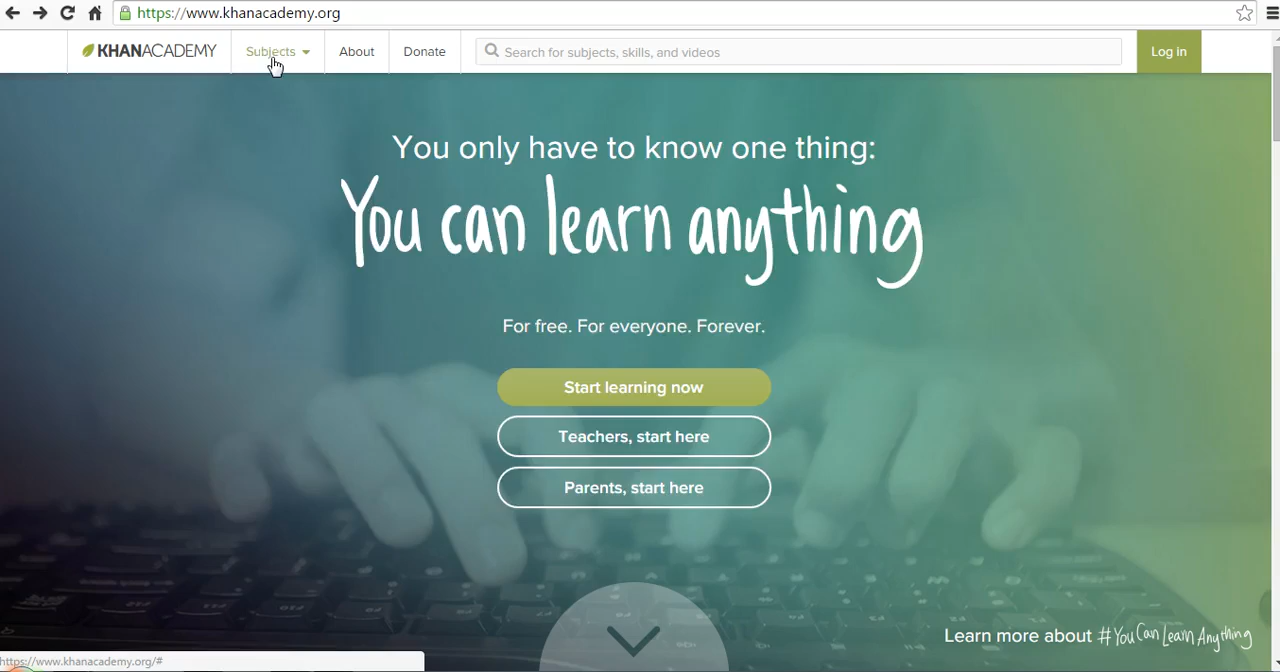 https://www.khanacademy.org
KHANACADEMY
Subjects
About
Donate
Search for subjects, skills, and videos
Log in
You only have to know one thing:
You can learn anything
For free. For everyone. Forever.
Start learning now
Teachers, start here
Parents, start here
Learn more about #YouCanLearnAnything
https://www.khanacademy.org/#